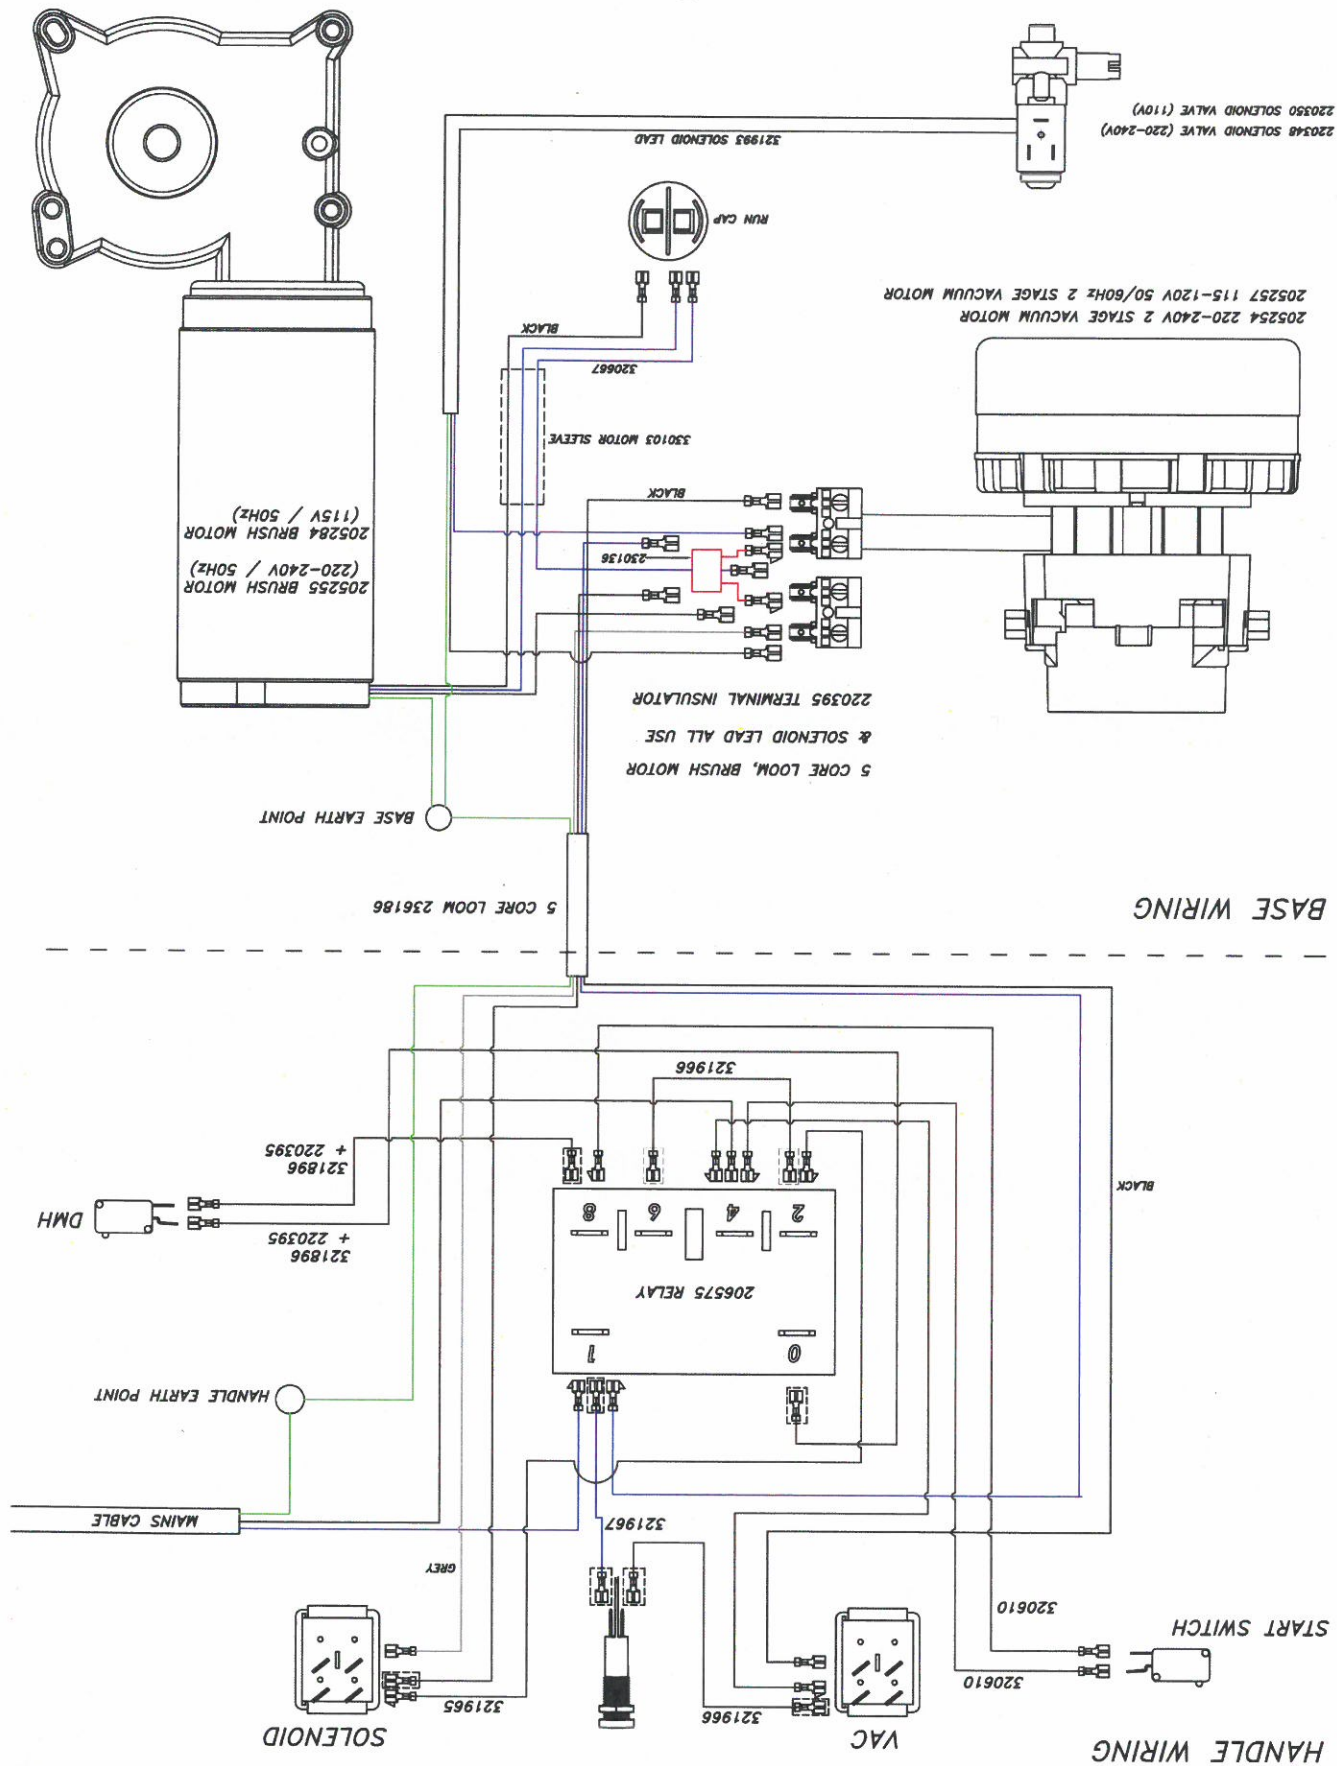 HANDLE WIRING
VAC
SOLENOID
321966
321965
START SWITCH
320610
320610
GREY
321967
MAINS CABLE
HANDLE EARTH POINT
0
1
206575 RELAY
2
4
6
8
321896
+ 220395
DMH
BLACK
321896
+ 220395
321966
BASE WIRING
5 CORE LOOM 236186
BASE EARTH POINT
5 CORE LOOM, BRUSH MOTOR
& SOLENOID LEAD ALL USE
220395 TERMINAL INSULATOR
205255 BRUSH MOTOR
(220-240V / 50Hz)
205284 BRUSH MOTOR
(115V / 50Hz)
230136
BLACK
330103 MOTOR SLEEVE
320667
BLACK
205254 220-240V 2 STAGE VACUUM MOTOR
205257 115-120V 50/60Hz 2 STAGE VACUUM MOTOR
RUN CAP
321993 SOLENOID LEAD
220348 SOLENOID VALVE (220-240V)
220350 SOLENOID VALVE (110V)